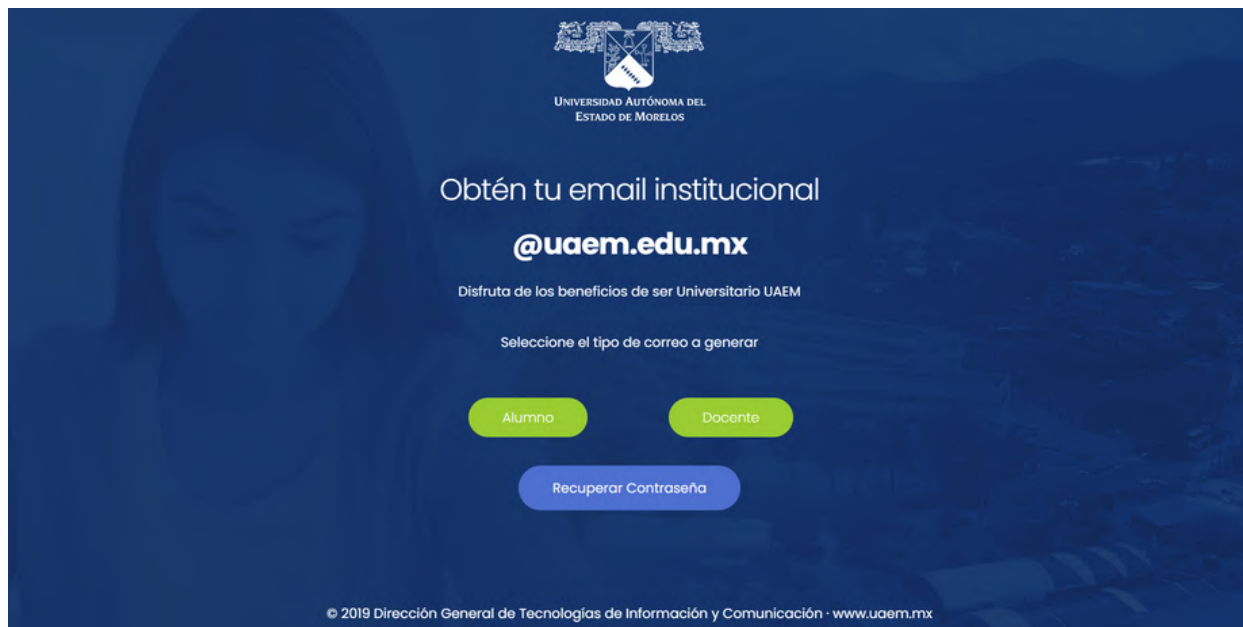 UNIVERSIDAD AUTÓNOMA DEL
ESTADO DE MORELOS
Obtén tu email institucional
@uaem.edu.mx
Disfruta de los beneficios de ser Universitario UAEM
Seleccione el tipo de correo a generar
Alumno
Docente
Recuperar Contraseña
© 2019 Dirección General de Tecnologías de Información y Comunicación · www.uaem.mx